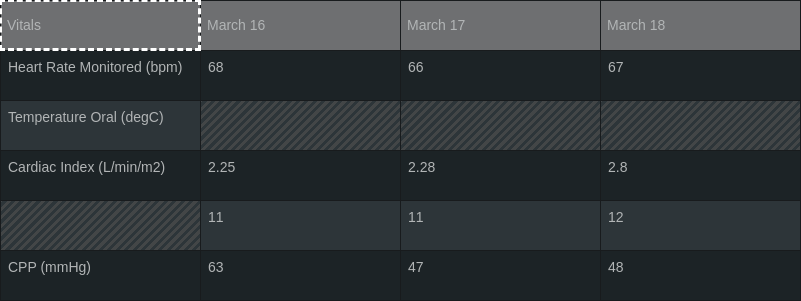 Vitals March 16 March 17 March 18
Heart Rate Monitored (bpm) 68 66 67
Temperature Oral (degC)
Cardiac Index (L/min/m2) 2.25 2.28 2.8
11 11 12
CPP (mmHg) 63 47 48